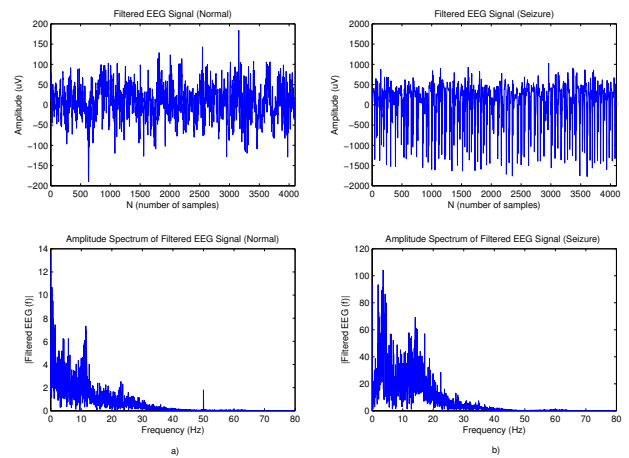 Filtered EEG Signal (Normal)
200
150
100
50
0
−50
−100
−150
−200
0 500 1000 1500 2000 2500 3000 3500 4000
Amplitude (uV)
N (number of samples)
Filtered EEG Signal (Seizure)
2000
1500
1000
500
0
−500
−1000
−1500
−2000
0 500 1000 1500 2000 2500 3000 3500 4000
Amplitude (uV)
N (number of samples)
Amplitude Spectrum of Filtered EEG Signal (Normal)
14
12
10
8
6
4
2
0
0 10 20 30 40 50 60 70 80
|Filtered EEG (f)|
Frequency (Hz)
a)
Amplitude Spectrum of Filtered EEG Signal (Seizure)
120
100
80
60
40
20
0
0 10 20 30 40 50 60 70 80
|Filtered EEG (f)|
Frequency (Hz)
b)